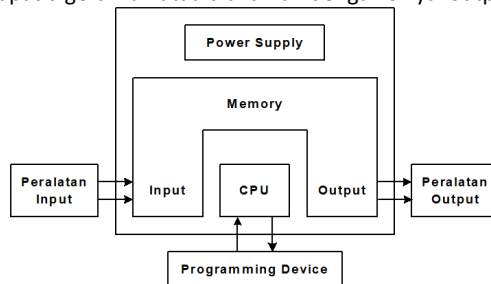 Power Supply
Memory
Peralatan
Input
Input
CPU
Output
Peralatan
Output
Programming Device